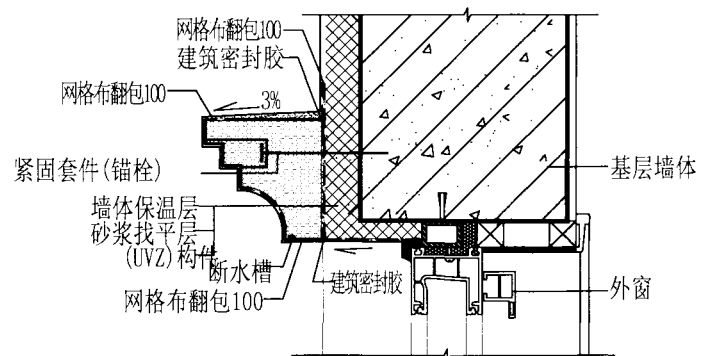 网格布翻包100
建筑密封胶
网格布翻包100
3%
紧固套件(锚栓)
基层墙体
墙体保温层
砂浆找平层
(UVZ)构件
断水槽
建筑密封胶
网格布翻包100
外窗